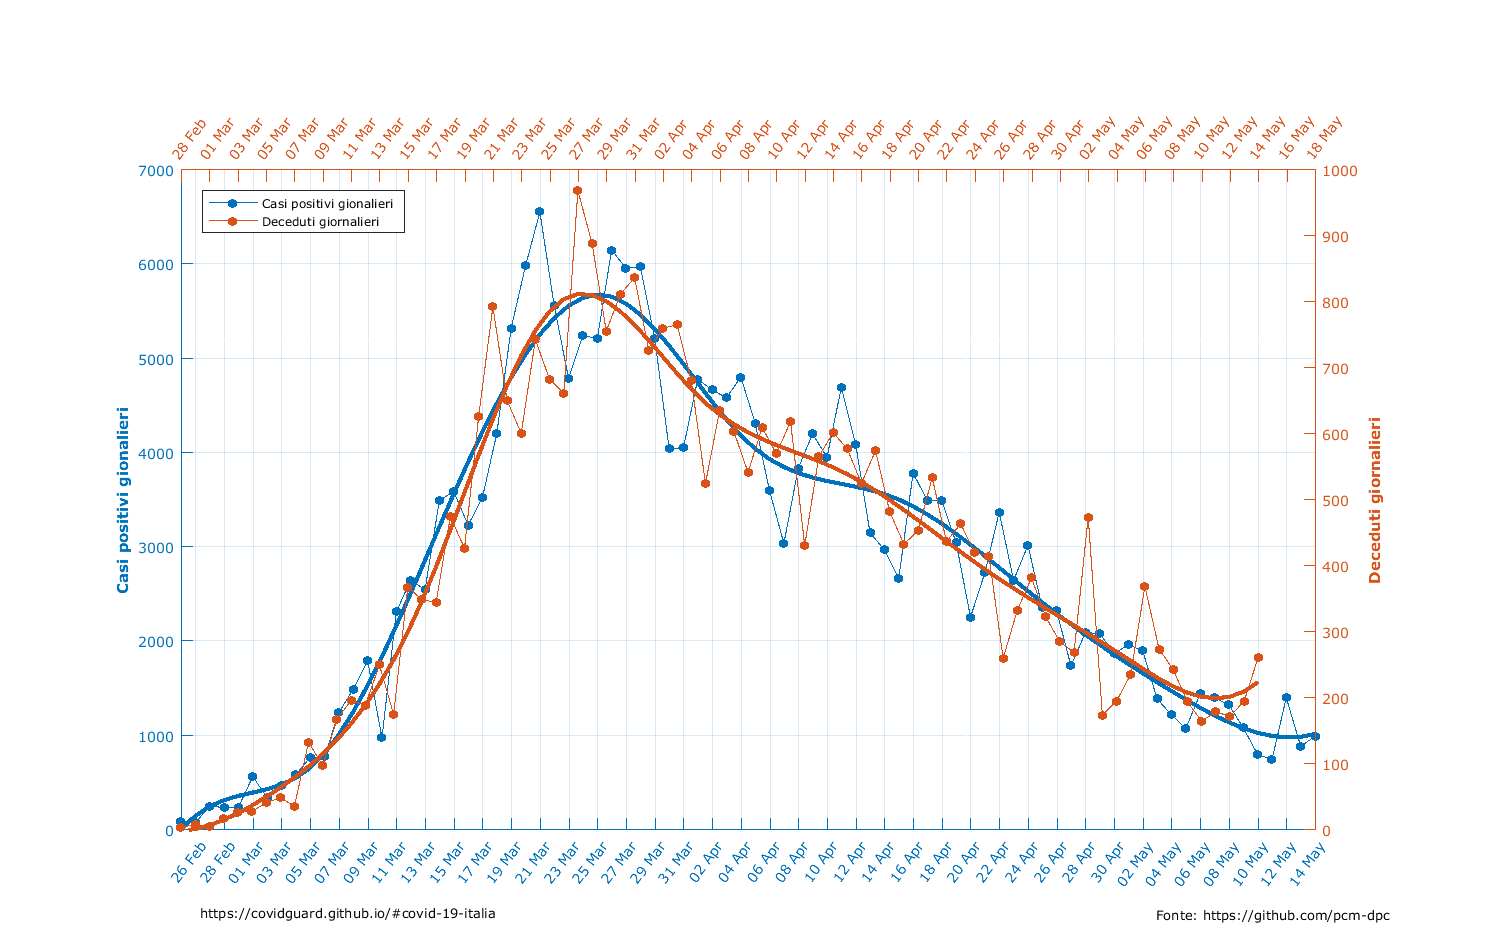 28 Feb
01 Mar
03 Mar
05 Mar
07 Mar
09 Mar
11 Mar
13 Mar
15 Mar
17 Mar
19 Mar
21 Mar
23 Mar
25 Mar
27 Mar
29 Mar
31 Mar
02 Apr
04 Apr
06 Apr
08 Apr
10 Apr
12 Apr
14 Apr
16 Apr
18 Apr
20 Apr
22 Apr
24 Apr
26 Apr
28 Apr
30 Apr
02 May
04 May
06 May
08 May
10 May
12 May
14 May
16 May
18 May
Casi positivi gionalieri
Deceduti giornalieri
7000
6000
5000
4000
3000
2000
1000
0
Casi positivi gionalieri
1000
900
800
700
600
500
400
300
200
100
0
Deceduti giornalieri
26 Feb
28 Feb
01 Mar
03 Mar
05 Mar
07 Mar
09 Mar
11 Mar
13 Mar
15 Mar
17 Mar
19 Mar
21 Mar
23 Mar
25 Mar
27 Mar
29 Mar
31 Mar
02 Apr
04 Apr
06 Apr
08 Apr
10 Apr
12 Apr
14 Apr
16 Apr
18 Apr
20 Apr
22 Apr
24 Apr
26 Apr
28 Apr
30 Apr
02 May
04 May
06 May
08 May
10 May
12 May
14 May
https://covidguard.github.io/#covid-19-italia
Fonte: https://github.com/pcm-dpc